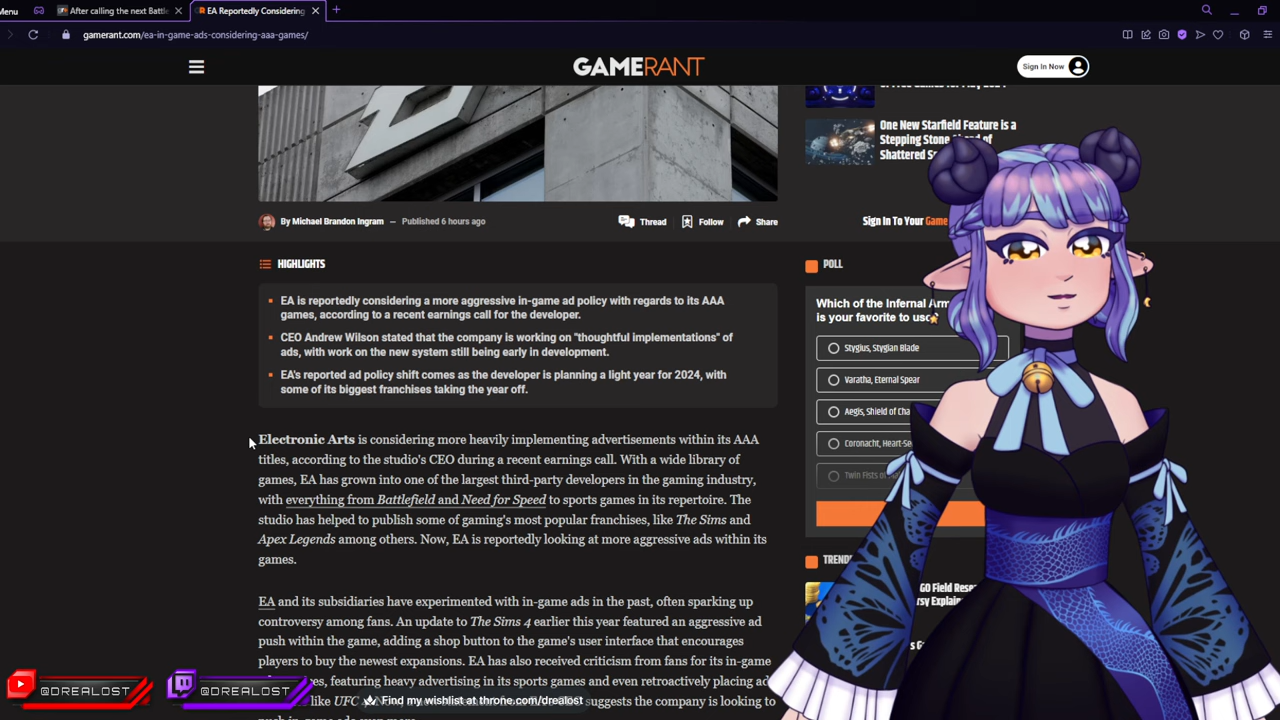 Menu
After calling the next Battle
EA Reportedly Considering
gamerant.com/ea-in-game-ads-considering-aaa-games/
GAMERANT
Sign In Now
One New Starfield Feature is a
Stepping Stone Ahead of
Shattered
By Michael Brandon Ingram — Published 6 hours ago
Thread
Follow
Share
Sign In To Your Game
HIGHLIGHTS
EA is reportedly considering a more aggressive in-game ad policy with regards to its AAA
games, according to a recent earnings call for the developer.
CEO Andrew Wilson stated that the company is working on "thoughtful implementations" of
ads, with work on the new system still being early in development.
EA's reported ad policy shift comes as the developer is planning a light year for 2024, with
some of its biggest franchises taking the year off.
POLL
Which of the Infernal Arm
is your favorite to use?
Stygius, Stygian Blade
Varatha, Eternal Spear
Aegis, Shield of Cha
Coronacht, Heart-Se
Twin Fists of
Electronic Arts is considering more heavily implementing advertisements within its AAA
titles, according to the studio's CEO during a recent earnings call. With a wide library of
games, EA has grown into one of the largest third-party developers in the gaming industry,
with everything from Battlefield and Need for Speed to sports games in its repertoire. The
studio has helped to publish some of gaming's most popular franchises, like The Sims and
Apex Legends among others. Now, EA is reportedly looking at more aggressive ads within its
games.
EA and its subsidiaries have experimented with in-game ads in the past, often sparking up
controversy among fans. An update to The Sims 4 earlier this year featured an aggressive ad
push within the game, adding a shop button to the game's user interface that encourages
players to buy the newest expansions. EA has also received criticism from fans for its in-game
featuring heavy advertising in its sports games and even retroactively placing ad
like UFC suggests the company is looking to
TREND
GO Field Rese
rsy Explain
@DREALOST
@DREALOST
Find my wishlist at throne.com/drealost